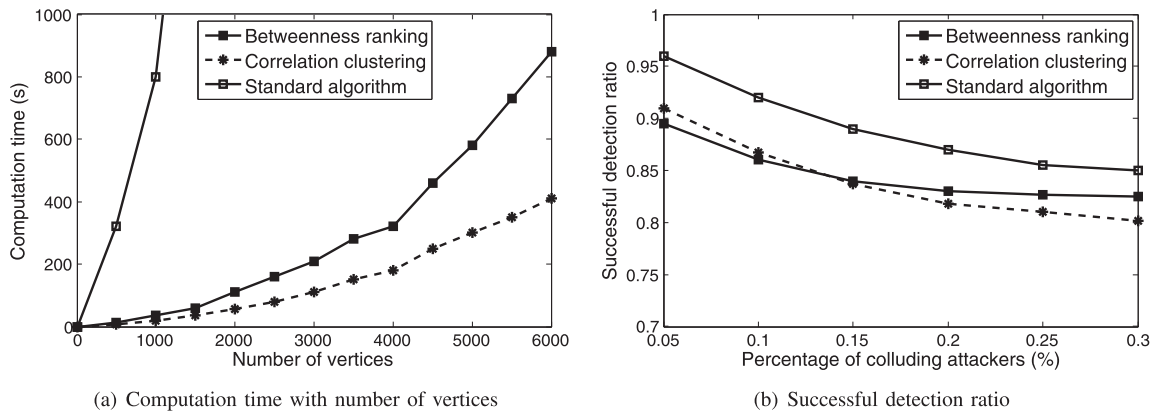 1000
800
600
400
200
0
Computation time (s)
Betweenness ranking
Correlation clustering
Standard algorithm
0 1000 2000 3000 4000 5000 6000
Number of vertices
(a) Computation time with number of vertices
1
0.95
0.9
0.85
0.8
0.75
0.7
Successful detection ratio
Betweenness ranking
Correlation clustering
Standard algorithm
0.05 0.1 0.15 0.2 0.25 0.3
Percentage of colluding attackers (%)
(b) Successful detection ratio